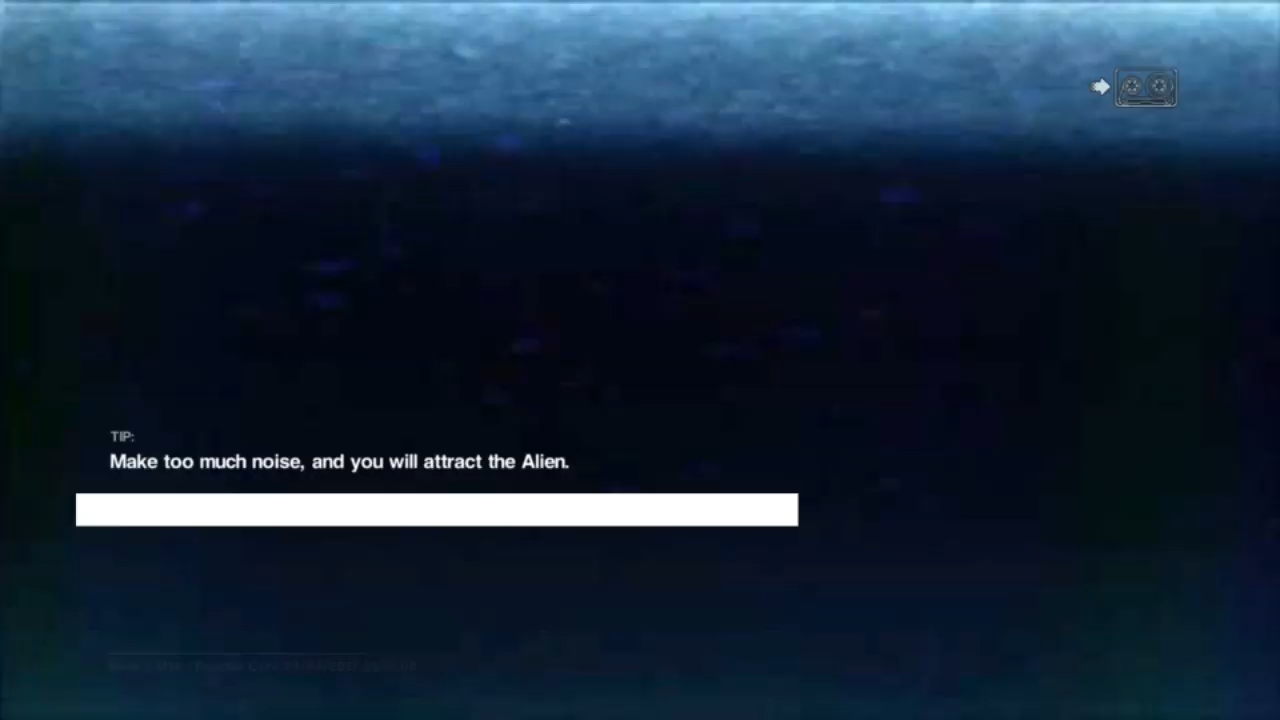 TIP:
Make too much noise, and you will attract the Alien.